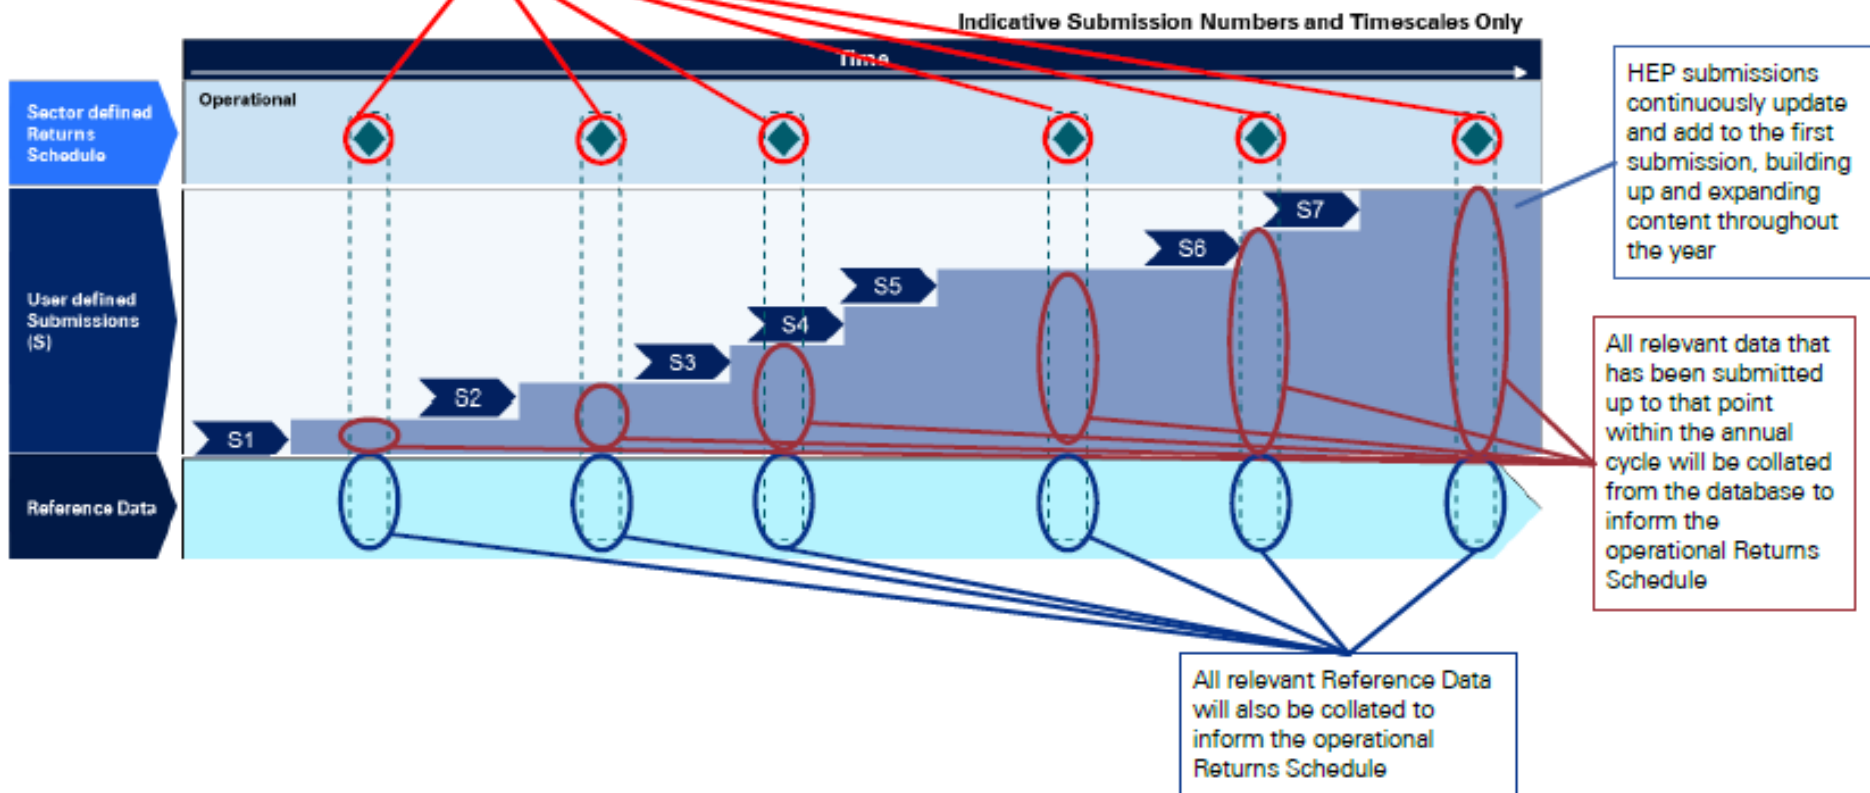 Indicative Submission Numbers and Timescales Only
Time
Sector defined
Returns
Schedule
Operational
HEP submissions
continuously update
and add to the first
submission, building
up and expanding
content throughout
the year
User defined
Submissions
(S)
S1
S2
S3
S4
S5
S6
S7
All relevant data that
has been submitted
up to that point
within the annual
cycle will be collated
from the database to
inform the
operational Returns
Schedule
Reference Data
All relevant Reference Data
will also be collated to
inform the operational
Returns Schedule